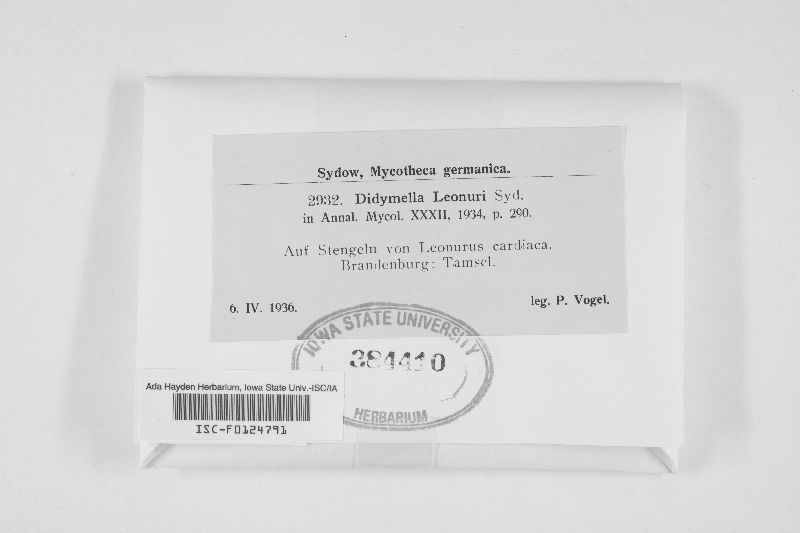 Sydow, Mycotheca germanica.
2932. Didymella Leonuri Syd.
in Annal. Mycol. XXXII, 1934, p. 290.
Auf Stengeln von Leonurus cardiaca.
Brandenburg: Tamsel.
6. IV. 1936. leg. P. Vogel.
IOWA STATE UNIVERSITY
384410
HERBARIUM
Ada Hayden Herbarium, Iowa State Univ.-ISC/IA
ISC-F0124791